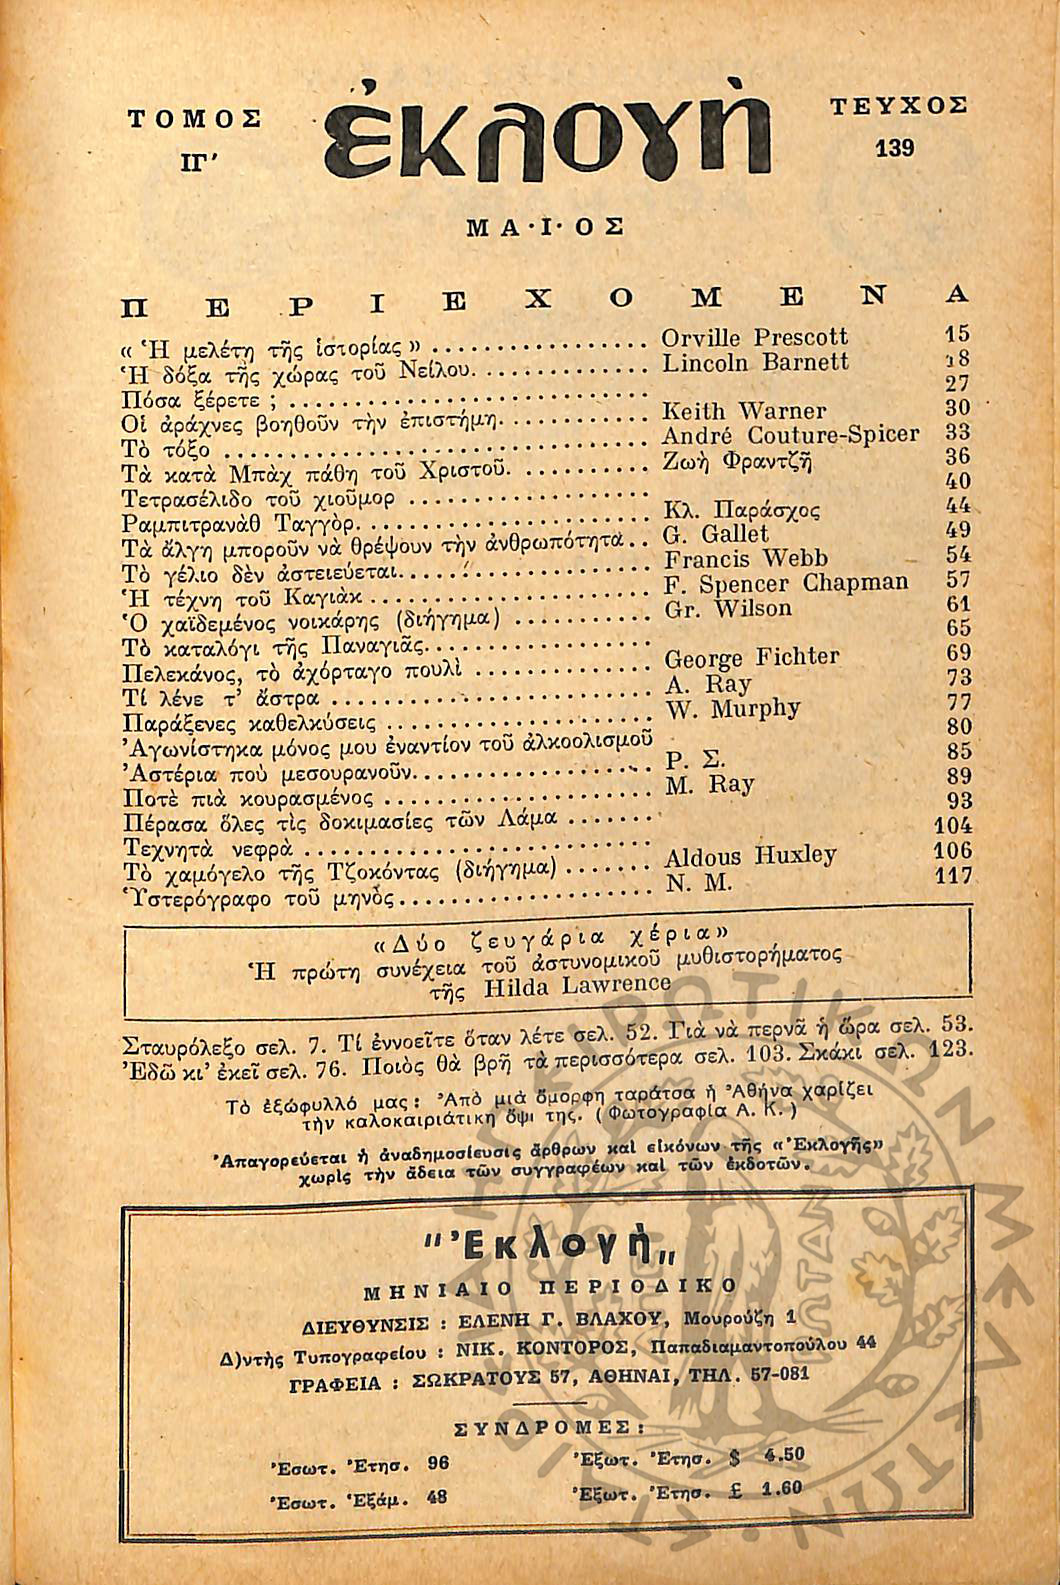 ΤΟΜΟΣ
ΙΓ'
ἐκλογὴ
ΤΕΥΧΟΣ
139
ΜΑ·Ι·ΟΣ
ΠΕΡΙΕΧΟΜΕΝΑ
« Ἡ μελέτη τῆς ἱστορίας » ................ Orville Prescott 15
Ἡ δόξα τῆς χώρας τοῦ Νείλου. ............ Lincoln Barnett 18
Πόσα ξέρετε ; ............................ 27
Οἱ ἀράχνες βοηθοῦν τὴν ἐπιστήμη. ........... Keith Warner 30
Τὸ τόξο ................................ André Couture-Spicer 33
Τὰ κατὰ Μπὰχ πάθη τοῦ Χριστοῦ. .......... Ζωὴ Φραντζῆ 36
Τετρασέλιδο τοῦ χιοῦμορ ................... 40
Ραμπιτρανὰθ Ταγγὸρ. ...................... Κλ. Παράσχος 44
Τὰ ἄλγη μποροῦν νὰ θρέψουν τὴν ἀνθρωπότητα.. G. Gallet 49
Τὸ γέλιο δὲν ἀστειεύεται. ................... Francis Webb 54
Ἡ τέχνη τοῦ Καγιὰκ ...................... F. Spencer Chapman 57
Ὁ χαϊδεμένος νοικάρης (διήγημα) ........... Gr. Wilson 61
Τὸ καταλόγι τῆς Παναγιᾶς. ................. 65
Πελεκάνος, τὸ ἀχόρταγο πουλὶ .............. George Fichter 69
Τί λένε τ' ἄστρα ......................... A. Ray 73
Παράξενες καθελκύσεις .................... W. Murphy 77
Ἀγωνίστηκα μόνος μου ἐναντίον τοῦ ἀλκοολισμοῦ 80
Ἀστέρια ποὺ μεσουρανοῦν. .................. Ρ. Σ. 85
Ποτὲ πιὰ κουρασμένος ..................... M. Ray 89
Πέρασα ὅλες τὶς δοκιμασίες τῶν Λάμα ........ 93
Τεχνητὰ νεφρὰ ........................... 104
Τὸ χαμόγελο τῆς Τζοκόντας (διήγημα) ....... Aldous Huxley 106
Ὑστερόγραφο τοῦ μηνὸς. ................... Ν. Μ. 117
«Δύο ζευγάρια χέρια»
Ἡ πρώτη συνέχεια τοῦ ἀστυνομικοῦ μυθιστορήματος
τῆς Hilda Lawrence
Σταυρόλεξο σελ. 7. Τί ἐννοεῖτε ὅταν λέτε σελ. 52. Γιὰ νὰ περνᾶ ἡ ὥρα σελ. 53.
Ἐδῶ κι' ἐκεῖ σελ. 76. Ποιὸς θὰ βρῆ τὰ περισσότερα σελ. 103. Σκάκι σελ. 123.
Τὸ ἐξώφυλλό μας: Ἀπὸ μιὰ ὄμορφη ταράτσα ἡ Ἀθήνα χαρίζει
τὴν καλοκαιριάτικη ὄψι της. (Φωτογραφία Α. Κ.)
Ἀπαγορεύεται ἡ ἀναδημοσίευσις ἄρθρων καὶ εἰκόνων τῆς «Ἐκλογῆς»
χωρὶς τὴν ἄδεια τῶν συγγραφέων καὶ τῶν ἐκδοτῶν.
"Ἐκλογὴ„
ΜΗΝΙΑΙΟ ΠΕΡΙΟΔΙΚΟ
ΔΙΕΥΘΥΝΣΙΣ : ΕΛΕΝΗ Γ. ΒΛΑΧΟΥ, Μουρούζη 1
Δ)ντὴς Τυπογραφείου : ΝΙΚ. ΚΟΝΤΟΡΟΣ, Παπαδιαμαντοπούλου 44
ΓΡΑΦΕΙΑ : ΣΩΚΡΑΤΟΥΣ 57, ΑΘΗΝΑΙ, ΤΗΛ. 57-081
ΣΥΝΔΡΟΜΕΣ:
Ἐσωτ. Ἐτησ. 96 Ἐξωτ. Ἐτησ. $ 4.50
Ἐσωτ. Ἑξάμ. 48 Ἐξωτ. Ἐτησ. £ 1.60